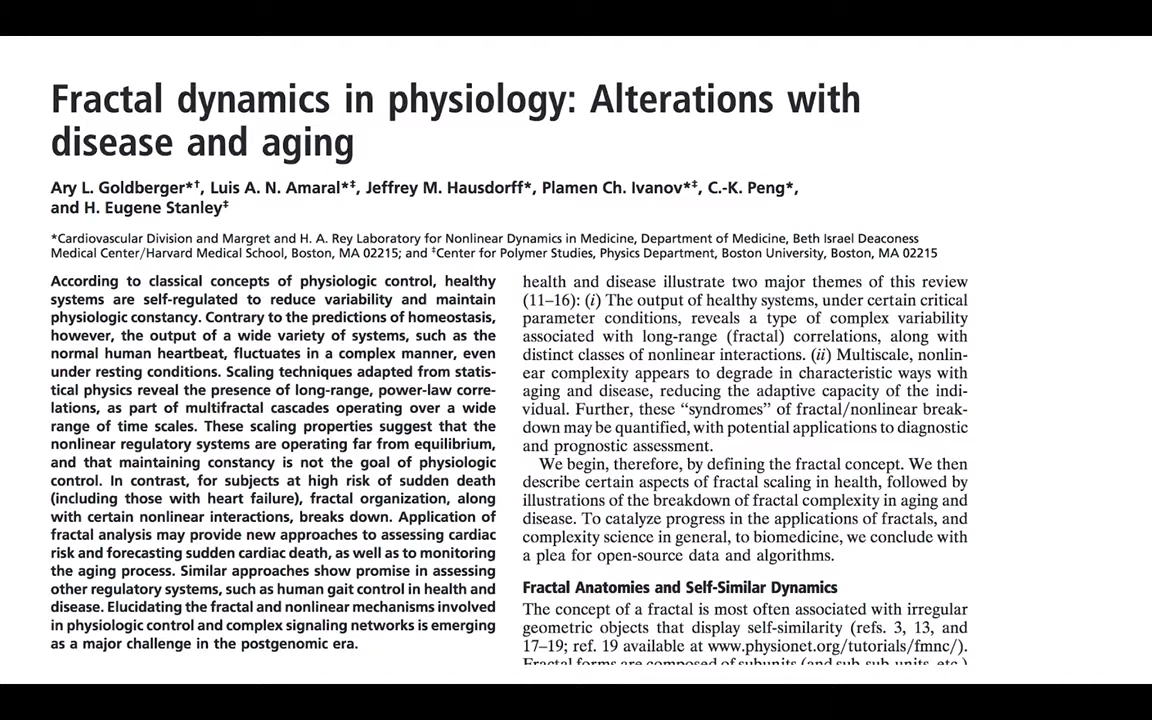 Fractal dynamics in physiology: Alterations with
disease and aging
Ary L. Goldberger*†, Luis A. N. Amaral*‡, Jeffrey M. Hausdorff*, Plamen Ch. Ivanov*‡, C.-K. Peng*,
and H. Eugene Stanley‡
*Cardiovascular Division and Margret and H. A. Rey Laboratory for Nonlinear Dynamics in Medicine, Department of Medicine, Beth Israel Deaconess
Medical Center/Harvard Medical School, Boston, MA 02215; and ‡Center for Polymer Studies, Physics Department, Boston University, Boston, MA 02215
According to classical concepts of physiologic control, healthy
systems are self-regulated to reduce variability and maintain
physiologic constancy. Contrary to the predictions of homeostasis,
however, the output of a wide variety of systems, such as the
normal human heartbeat, fluctuates in a complex manner, even
under resting conditions. Scaling techniques adapted from statis-
tical physics reveal the presence of long-range, power-law corre-
lations, as part of multifractal cascades operating over a wide
range of time scales. These scaling properties suggest that the
nonlinear regulatory systems are operating far from equilibrium,
and that maintaining constancy is not the goal of physiologic
control. In contrast, for subjects at high risk of sudden death
(including those with heart failure), fractal organization, along
with certain nonlinear interactions, breaks down. Application of
fractal analysis may provide new approaches to assessing cardiac
risk and forecasting sudden cardiac death, as well as to monitoring
the aging process. Similar approaches show promise in assessing
other regulatory systems, such as human gait control in health and
disease. Elucidating the fractal and nonlinear mechanisms involved
in physiologic control and complex signaling networks is emerging
as a major challenge in the postgenomic era.
health and disease illustrate two major themes of this review
(11–16): (i) The output of healthy systems, under certain critical
parameter conditions, reveals a type of complex variability
associated with long-range (fractal) correlations, along with
distinct classes of nonlinear interactions. (ii) Multiscale, nonlin-
ear complexity appears to degrade in characteristic ways with
aging and disease, reducing the adaptive capacity of the indi-
vidual. Further, these “syndromes” of fractal/nonlinear break-
down may be quantified, with potential applications to diagnostic
and prognostic assessment.
We begin, therefore, by defining the fractal concept. We then
describe certain aspects of fractal scaling in health, followed by
illustrations of the breakdown of fractal complexity in aging and
disease. To catalyze progress in the applications of fractals, and
complexity science in general, to biomedicine, we conclude with
a plea for open-source data and algorithms.
Fractal Anatomies and Self-Similar Dynamics
The concept of a fractal is most often associated with irregular
geometric objects that display self-similarity (refs. 3, 13, and
17–19; ref. 19 available at www.physionet.org/tutorials/fmnc/).
Fractal forms are composed of subunits (and sub-sub-units, etc.)